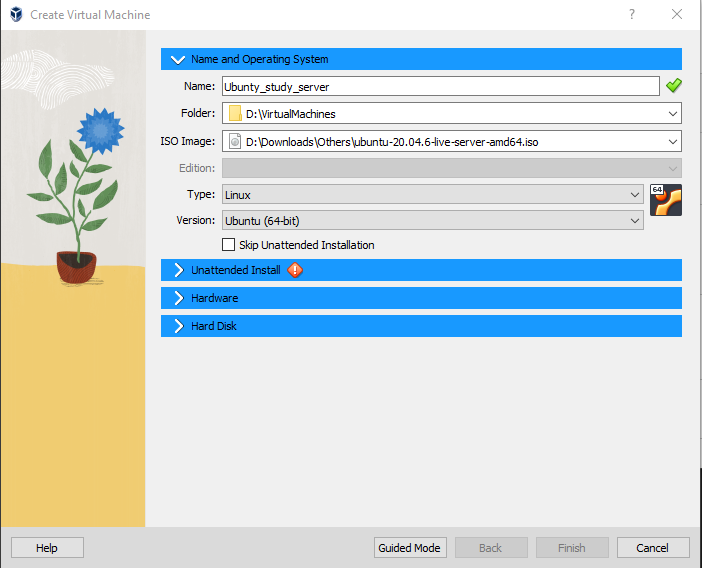 Create Virtual Machine
?
Name and Operating System
Name: Ubunty_study_server
Folder: D:\VirtualMachines
ISO Image: D:\Downloads\Others\ubuntu-20.04.6-live-server-amd64.iso
Edition:
Type: Linux
64
Version: Ubuntu (64-bit)
Skip Unattended Installation
Unattended Install
Hardware
Hard Disk
Help Guided Mode Back Finish Cancel